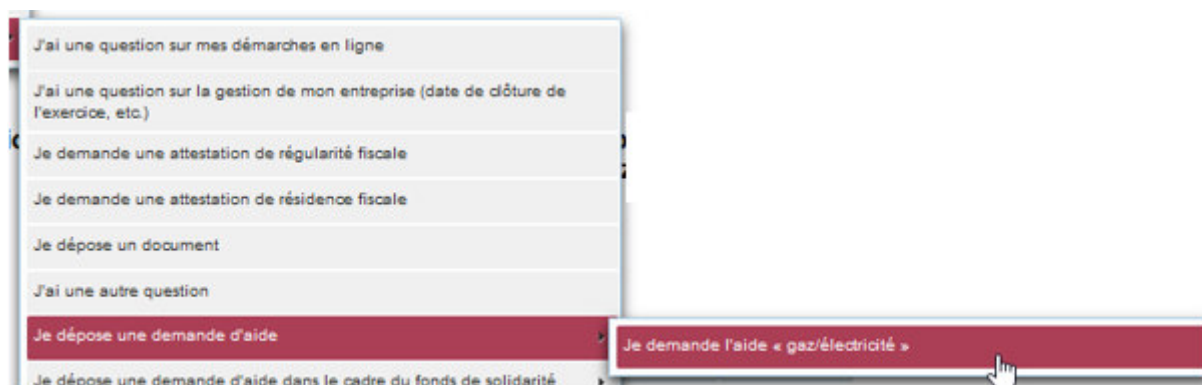 J'ai une question sur mes démarches en ligne
J'ai une question sur la gestion de mon entreprise (date de clôture de
l'exercice, etc.)
Je demande une attestation de régularité fiscale
Je demande une attestation de résidence fiscale
Je dépose un document
J'ai une autre question
Je dépose une demande d'aide
Je demande l'aide « gaz/électricité »
Je dépose une demande d'aide dans le cadre du fonds de solidarité